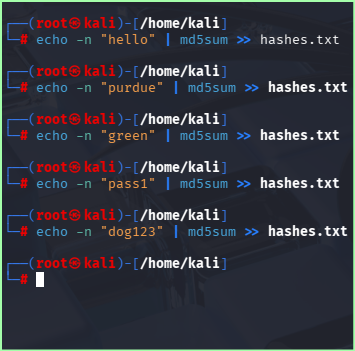 ┌──(root㉿kali)-[/home/kali]
└─# echo -n "hello" | md5sum >> hashes.txt
┌──(root㉿kali)-[/home/kali]
└─# echo -n "purdue" | md5sum >> hashes.txt
┌──(root㉿kali)-[/home/kali]
└─# echo -n "green" | md5sum >> hashes.txt
┌──(root㉿kali)-[/home/kali]
└─# echo -n "pass1" | md5sum >> hashes.txt
┌──(root㉿kali)-[/home/kali]
└─# echo -n "dog123" | md5sum >> hashes.txt
┌──(root㉿kali)-[/home/kali]
└─#